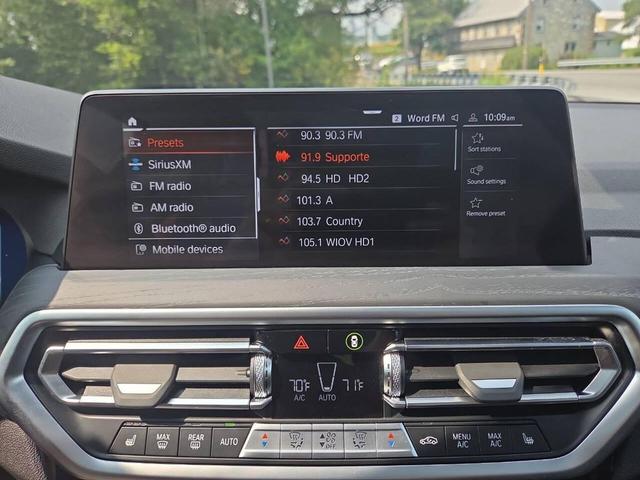 2 Word FM 10:09am
Presets
SiriusXM
FM radio
AM radio
Bluetooth® audio
Mobile devices
90.3 90.3 FM
91.9 Supporte
94.5 HD HD2
101.3 A
103.7 Country
105.1 WIOV HD1
Sort stations
Sound settings
Remove preset
70°F
A/C
AUTO
71°F
MAX
REAR
AUTO
OFF
MENU
A/C
MAX
A/C